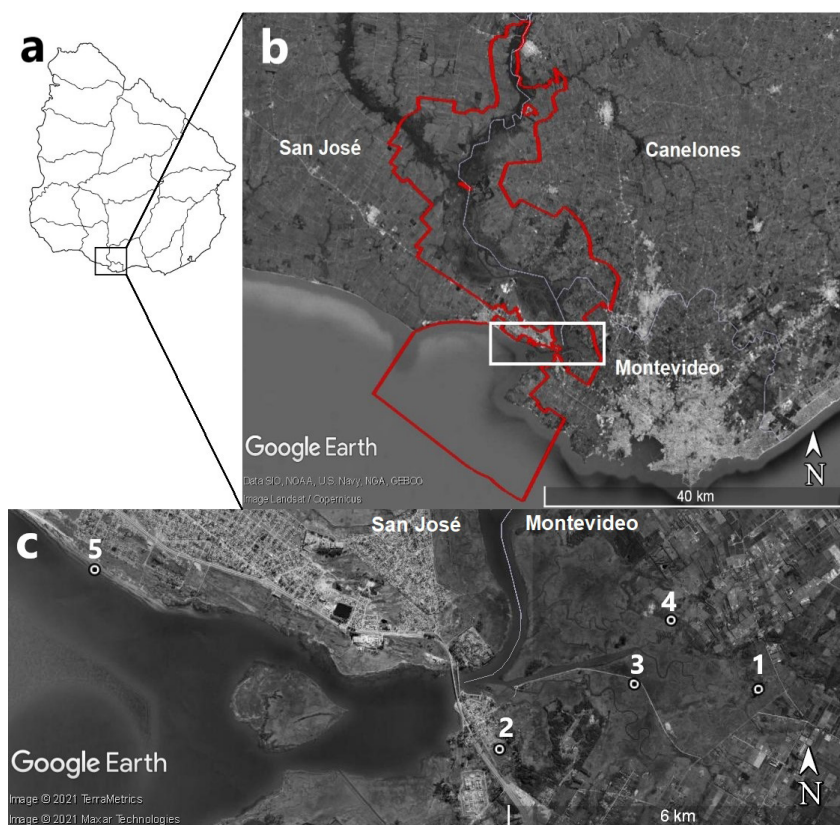 a
b
San José
Canelones
Montevideo
Google Earth
Data SIO, NOAA, U.S. Navy, NGA, GEBCO
Image Landsat / Copernicus
N
40 km
c
San José
Montevideo
5
4
3
1
2
Google Earth
N
Image © 2021 TerraMetrics
Image © 2021 Maxar Technologies
6 km